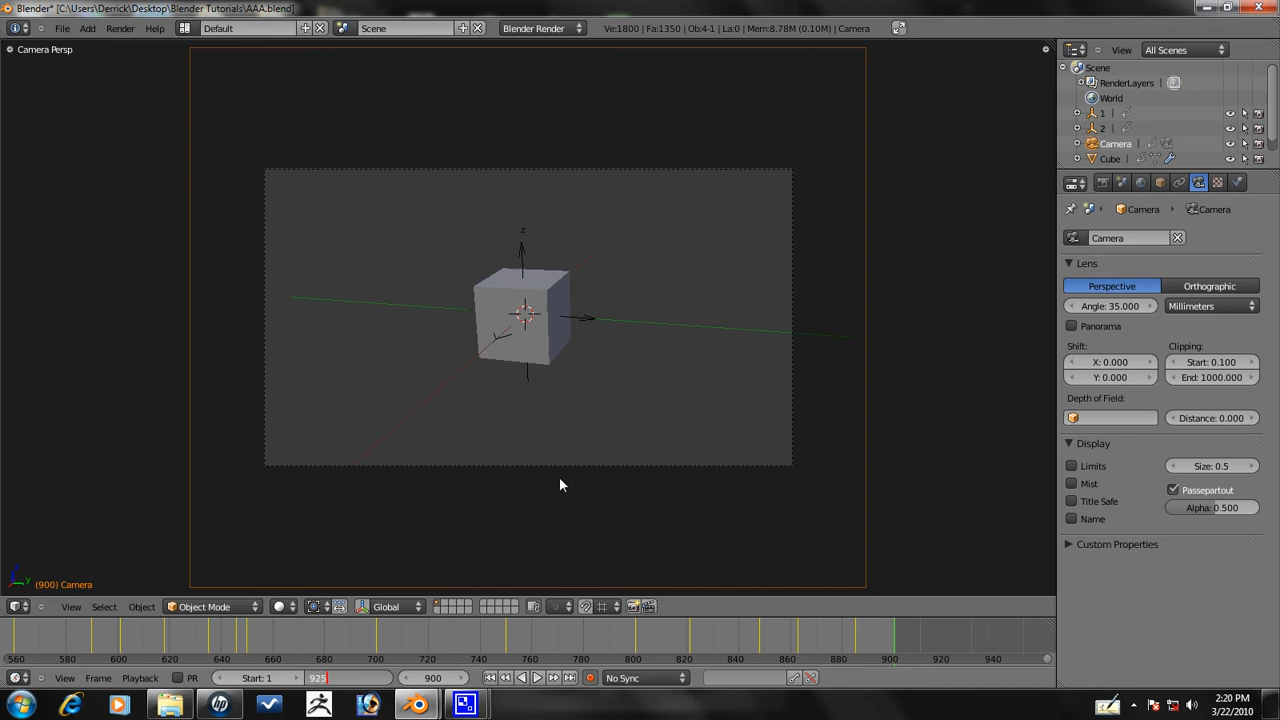 Blender* [C:\Users\Derrick\Desktop\Blender Tutorials\AAA.blend]
File Add Render Help Default Scene Blender Render Ve:1800 | Fa:1350 | Ob:4-1 | La:0 | Mem:8.78M (0.10M) | Camera
Camera Persp
View All Scenes
Scene
RenderLayers |
World
1 |
2 |
Camera |
Cube |
Camera Camera
Camera
Lens
Perspective Orthographic
Angle: 35.000 Millimeters
Panorama
Shift: Clipping:
X: 0.000 Start: 0.100
Y: 0.000 End: 1000.000
Depth of Field:
Distance: 0.000
Display
Limits Size: 0.5
Mist Passepartout
Title Safe Alpha: 0.500
Name
Custom Properties
z
y
(900) Camera
View Select Object Object Mode Global
560 580 600 620 640 660 680 700 720 740 760 780 800 820 840 860 880 900 920 940
View Frame Playback PR Start: 1 925 900 No Sync
2:20 PM
3/22/2010